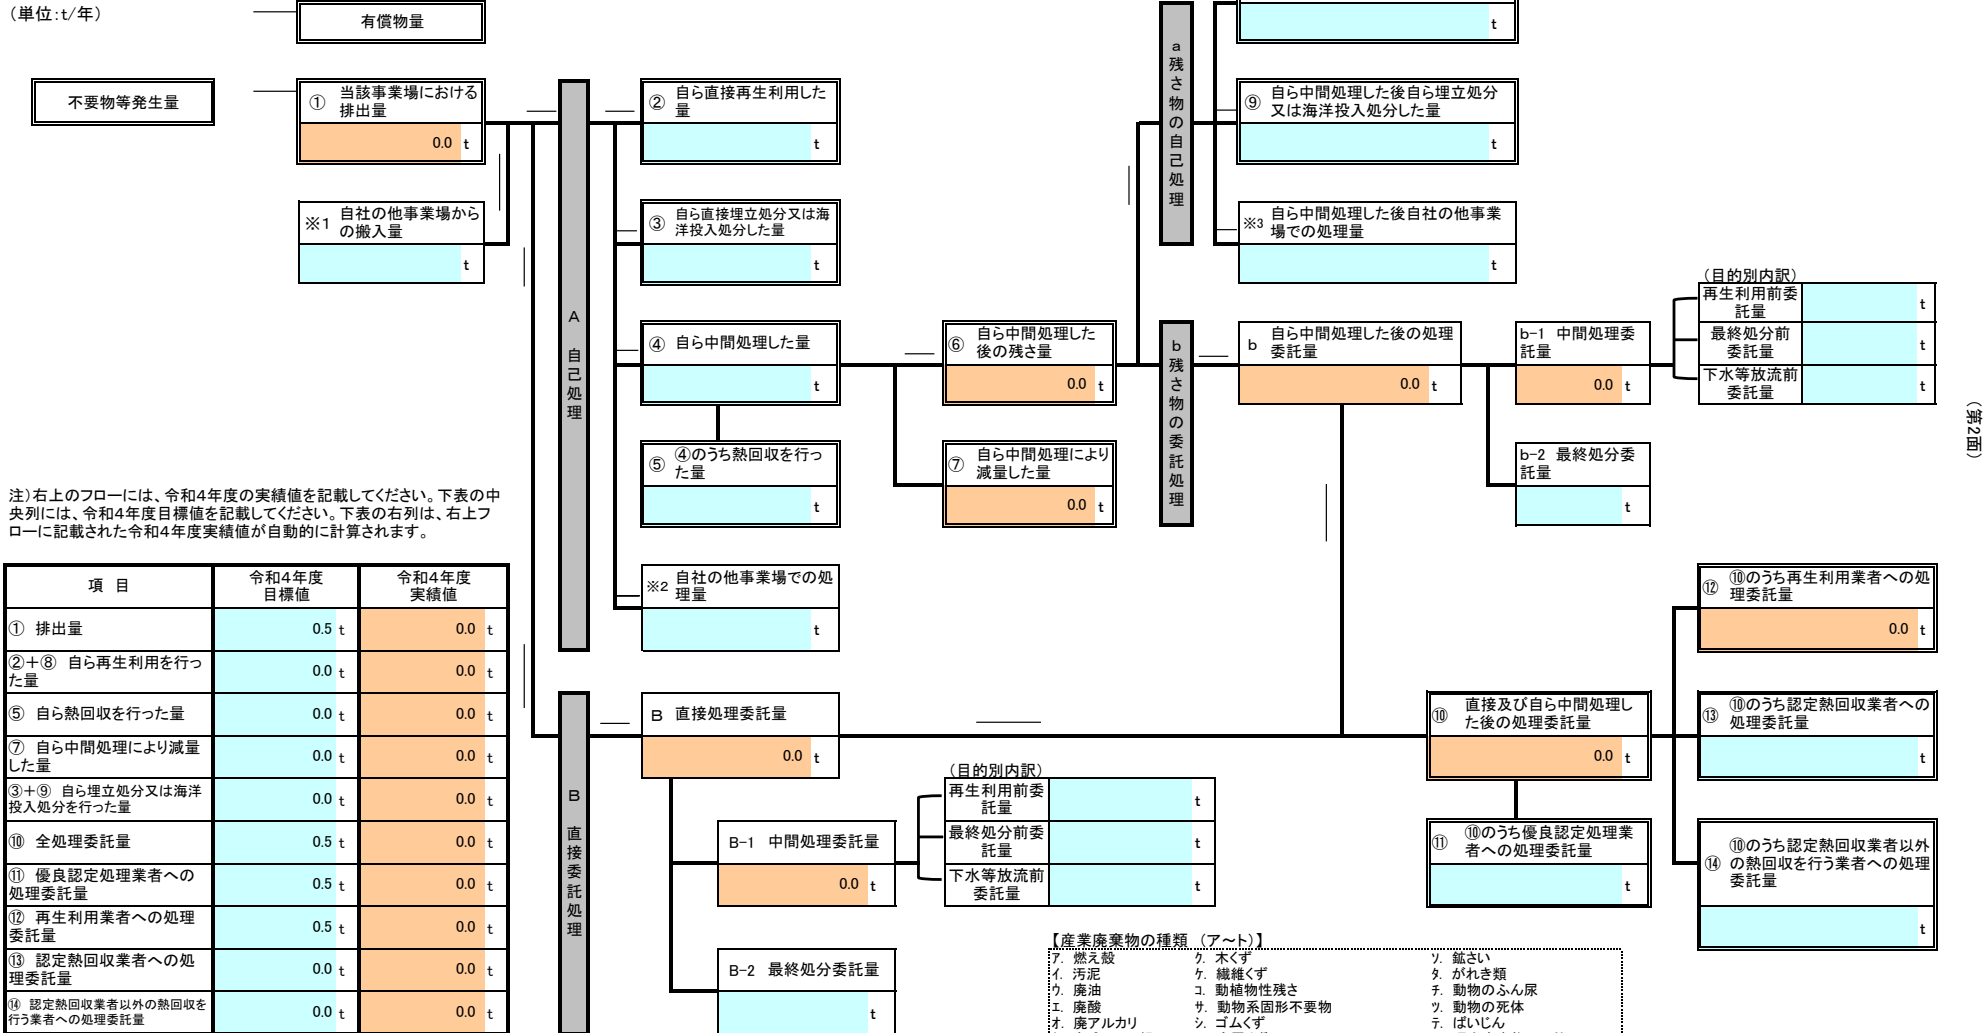 （単位:t/年）
有償物量
t
不要物等発生量
① 当該事業場における
排出量
0.0 t
※1 自社の他事業場から
の搬入量
t
A 自己処理
② 自ら直接再生利用した
量
t
③ 自ら直接埋立処分又は海
洋投入処分した量
t
④ 自ら中間処理した量
t
⑤ ④のうち熱回収を行っ
た量
t
※2 自社の他事業場での処
理量
t
⑥ 自ら中間処理した
後の残さ量
0.0 t
⑦ 自ら中間処理により
減量した量
0.0 t
a 残さ物の自己処理
⑨ 自ら中間処理した後自ら埋立処分
又は海洋投入処分した量
t
※3 自ら中間処理した後自社の他事業
場での処理量
t
b 残さ物の委託処理
b 自ら中間処理した後の処理
委託量
0.0 t
b-1 中間処理委
託量
0.0 t
b-2 最終処分委
託量
t
（目的別内訳）
再生利用前委
託量
t
最終処分前
委託量
t
下水等放流前
委託量
t
（第2面）
注）右上のフローには、令和４年度の実績値を記載してください。下表の中
央列には、令和４年度目標値を記載してください。下表の右列は、右上フ
ローに記載された令和４年度実績値が自動的に計算されます。
項 目 令和４年度
目標値 令和４年度
実績値
① 排出量 0.5 t 0.0 t
②＋⑧ 自ら再生利用を行っ
た量 0.0 t 0.0 t
⑤ 自ら熱回収を行った量 0.0 t 0.0 t
⑦ 自ら中間処理により減量
した量 0.0 t 0.0 t
③＋⑨ 自ら埋立処分又は海洋
投入処分を行った量 0.0 t 0.0 t
⑩ 全処理委託量 0.5 t 0.0 t
⑪ 優良認定処理業者への
処理委託量 0.5 t 0.0 t
⑫ 再生利用業者への処理
委託量 0.5 t 0.0 t
⑬ 認定熱回収業者への処
理委託量 0.0 t 0.0 t
⑭ 認定熱回収業者以外の熱回収を
行う業者への処理委託量 0.0 t 0.0 t
B 直接委託処理
B 直接処理委託量
0.0 t
B-1 中間処理委託量
0.0 t
B-2 最終処分委託量
t
（目的別内訳）
再生利用前委
託量
t
最終処分前委
託量
t
下水等放流前
委託量
t
⑩ 直接及び自ら中間処理し
た後の処理委託量
0.0 t
⑪ ⑩のうち優良認定処理業
者への処理委託量
t
⑫ ⑩のうち再生利用業者への処
理委託量
0.0 t
⑬ ⑩のうち認定熱回収業者への
処理委託量
t
⑭ ⑩のうち認定熱回収業者以外
の熱回収を行う業者への処理
委託量
t
【産業廃棄物の種類 （ア～ト）】
ア. 燃え殻 ク. 木くず ソ. 鉱さい
イ. 汚泥 ケ. 繊維くず タ. がれき類
ウ. 廃油 コ. 動植物性残さ チ. 動物のふん尿
エ. 廃酸 サ. 動物系固形不要物 ツ. 動物の死体
オ. 廃アルカリ シ. ゴムくず テ. ばいじん